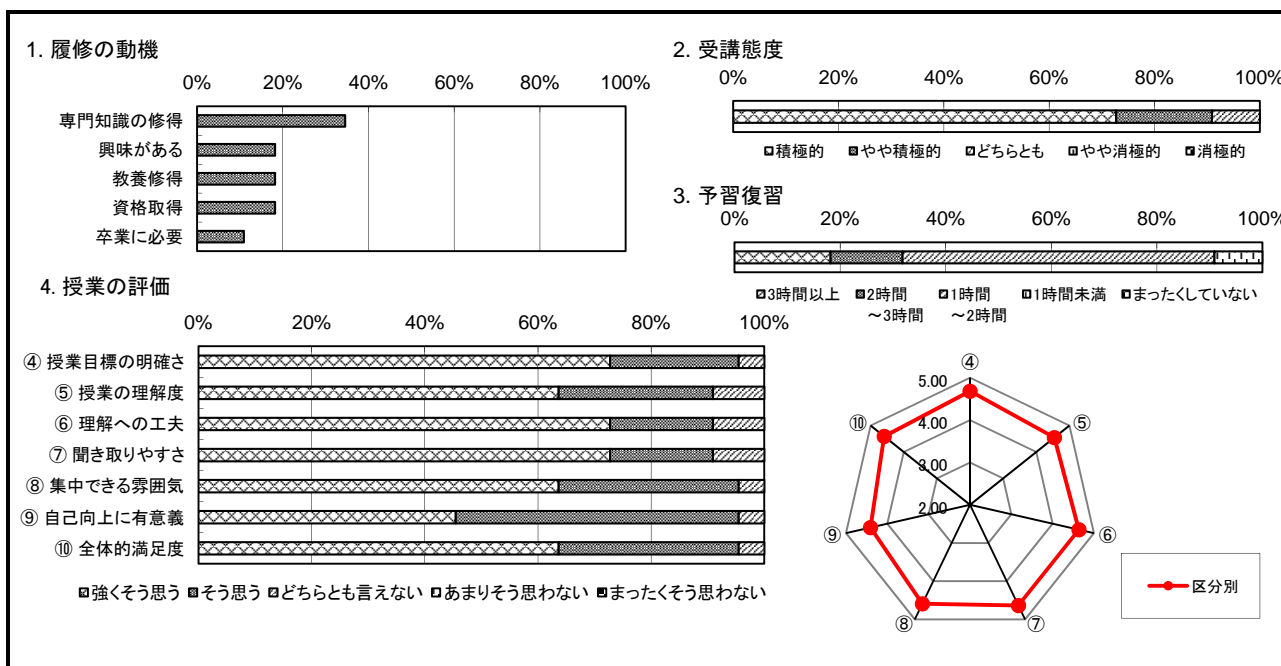 1. 履修の動機
0% 20% 40% 60% 80% 100%
専門知識の修得
興味がある
教養修得
資格取得
卒業に必要
2. 受講態度
0% 20% 40% 60% 80% 100%
積極的 やや積極的 どちらとも やや消極的 消極的
3. 予習復習
0% 20% 40% 60% 80% 100%
3時間以上 2時間 1時間 1時間未満 まったくしていない
～3時間 ～2時間
4. 授業の評価
0% 20% 40% 60% 80% 100%
④ 授業目標の明確さ
⑤ 授業の理解度
⑥ 理解への工夫
⑦ 聞き取りやすさ
⑧ 集中できる雰囲気
⑨ 自己向上に有意義
⑩ 全体的満足度
強くそう思う そう思う どちらとも言えない あまりそう思わない まったくそう思わない
④
5.00
⑩ ⑤
4.00
3.00
2.00
⑨ ⑥
⑧ ⑦
区分別